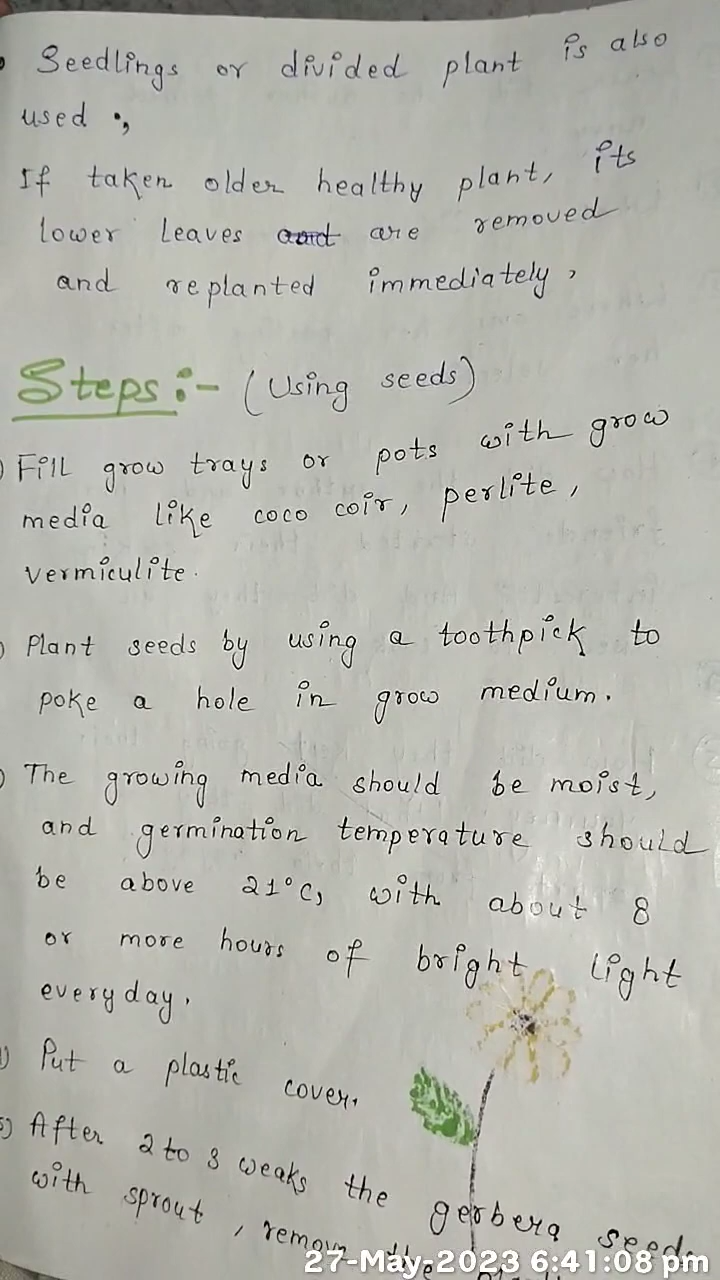 Seedlings or divided plant is also
used
If taken older healthy plant, its
lower leaves are removed
and replanted immediately,
Steps:- (Using seeds)
Fill grow trays or pots with grow
media like coco coir, perlite,
vermiculite.
Plant seeds by using a toothpick to
poke a hole in grow medium.
The growing media should be moist,
and germination temperature should
be above 21°C, with about 8
or more hours of bright light
everyday.
Put a plastic cover.
5) After 2 to 3 weaks the gerbera seeds
with sprout, remove the
27-May-2023 6:41:08 pm